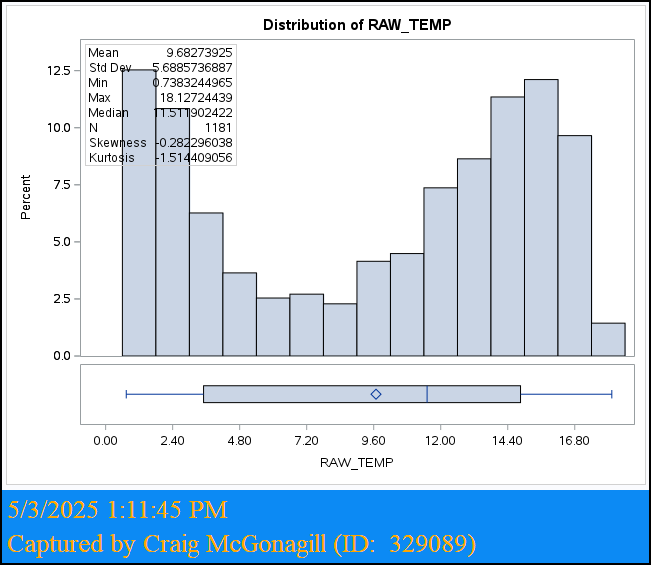 Distribution of RAW_TEMP
Mean 9.68273925
Std Dev 5.6885736887
Min 0.7383244965
Max 18.12724439
Median 11.511902422
N 1181
Skewness -0.282296038
Kurtosis -1.514409056
12.5
10.0
7.5
5.0
2.5
0.0
Percent
0.00 2.40 4.80 7.20 9.60 12.00 14.40 16.80
RAW_TEMP
5/3/2025 1:11:45 PM
Captured by Craig McGonagill (ID: 329089)